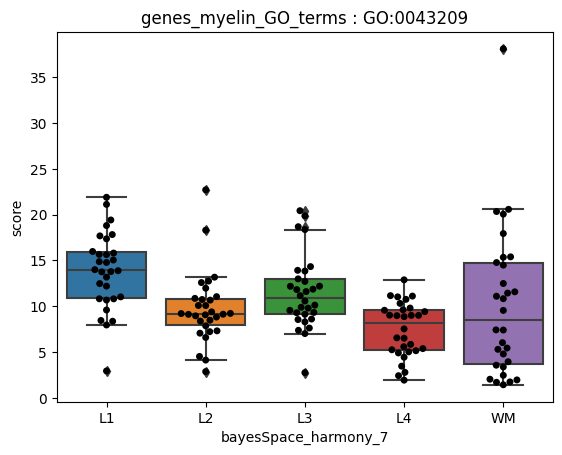 genes_myelin_GO_terms : GO:0043209
score
35
30
25
20
15
10
5
0
L1 L2 L3 L4 WM
bayesSpace_harmony_7